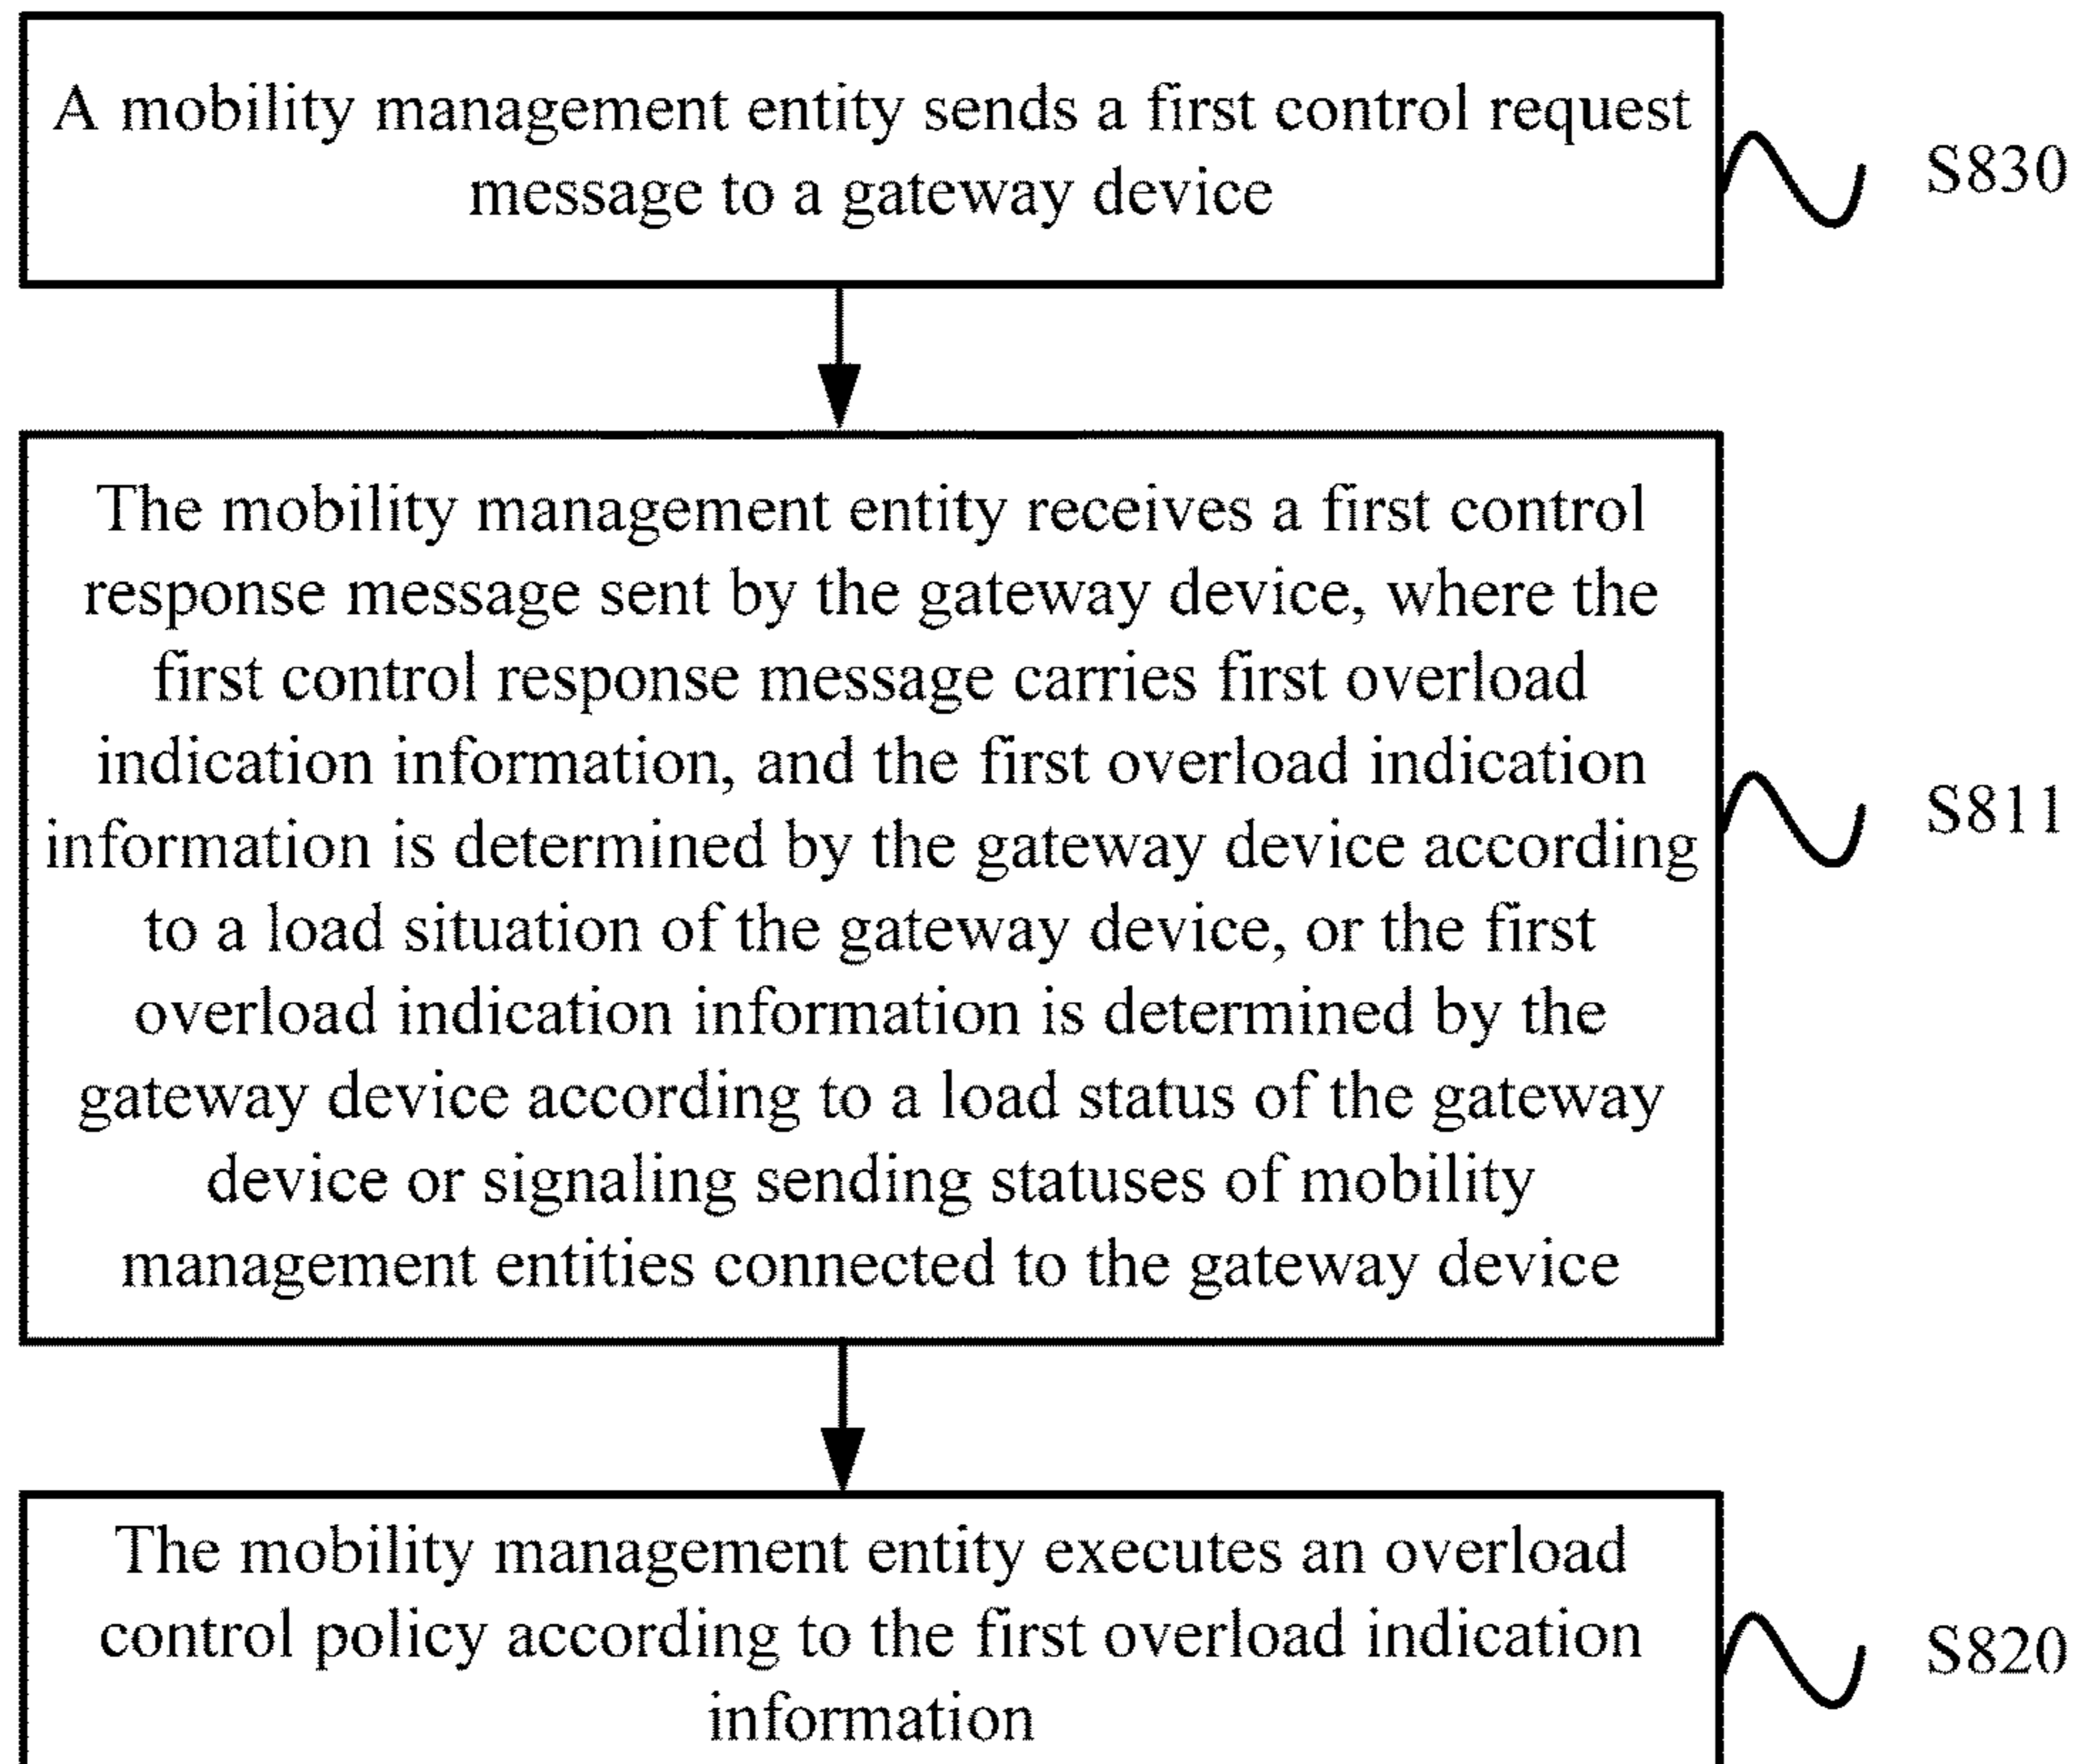 A mobility management entity sends a first control request
message to a gateway device
S830
The mobility management entity receives a first control
response message sent by the gateway device, where the
first control response message carries first overload
indication information, and the first overload indication
information is determined by the gateway device according
to a load situation of the gateway device, or the first
overload indication information is determined by the
gateway device according to a load status of the gateway
device or signaling sending statuses of mobility
management entities connected to the gateway device
S811
The mobility management entity executes an overload
control policy according to the first overload indication
information
S820